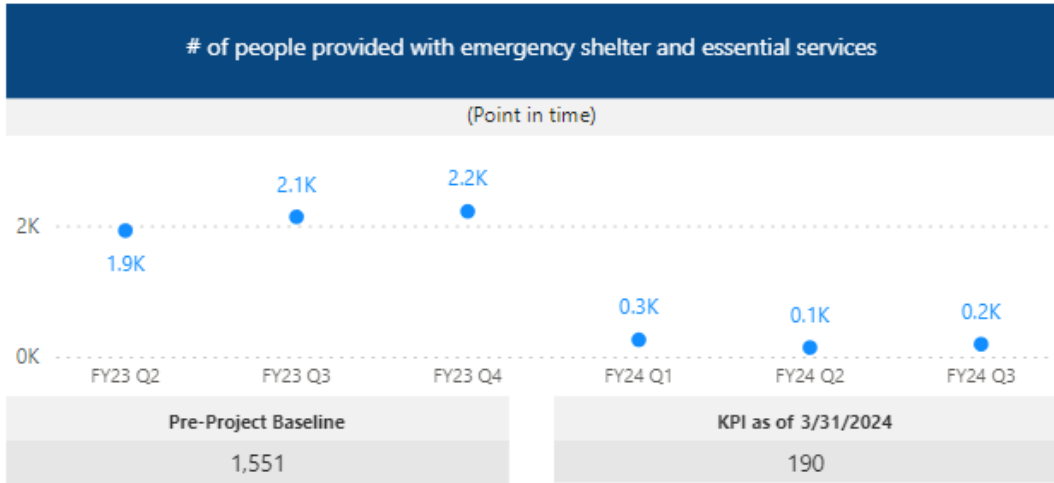 # of people provided with emergency shelter and essential services
(Point in time)
2.1K
2.2K
2K
1.9K
0.3K
0.1K
0.2K
0K
FY23 Q2
FY23 Q3
FY23 Q4
FY24 Q1
FY24 Q2
FY24 Q3
Pre-Project Baseline
KPI as of 3/31/2024
1,551
190